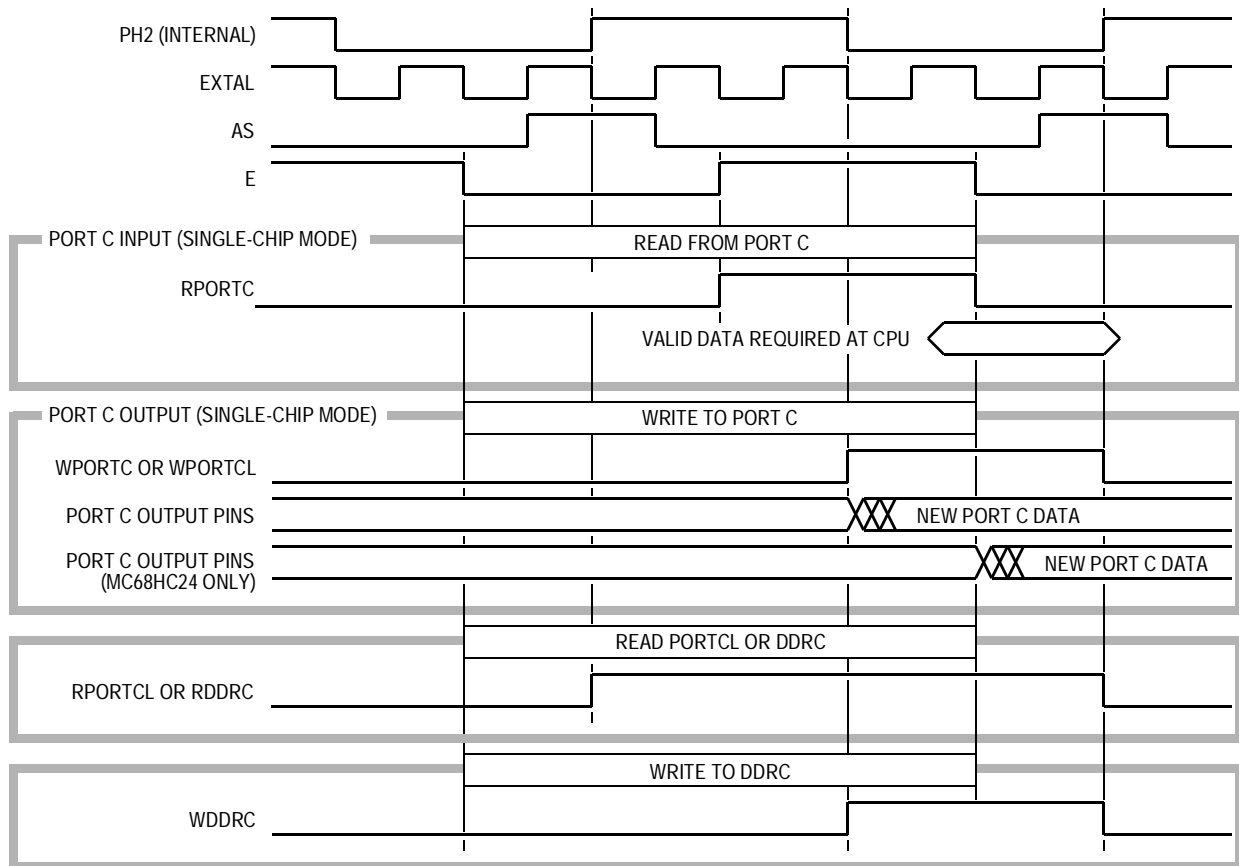 PH2 (INTERNAL)
EXTAL
AS
E
PORT C INPUT (SINGLE-CHIP MODE)
READ FROM PORT C
RPORTC
VALID DATA REQUIRED AT CPU
PORT C OUTPUT (SINGLE-CHIP MODE)
WRITE TO PORT C
WPORTC OR WPORTCL
PORT C OUTPUT PINS
NEW PORT C DATA
PORT C OUTPUT PINS
(MC68HC24 ONLY)
NEW PORT C DATA
READ PORTCL OR DDRC
RPORTCL OR RDDRC
WRITE TO DDRC
WDDRC